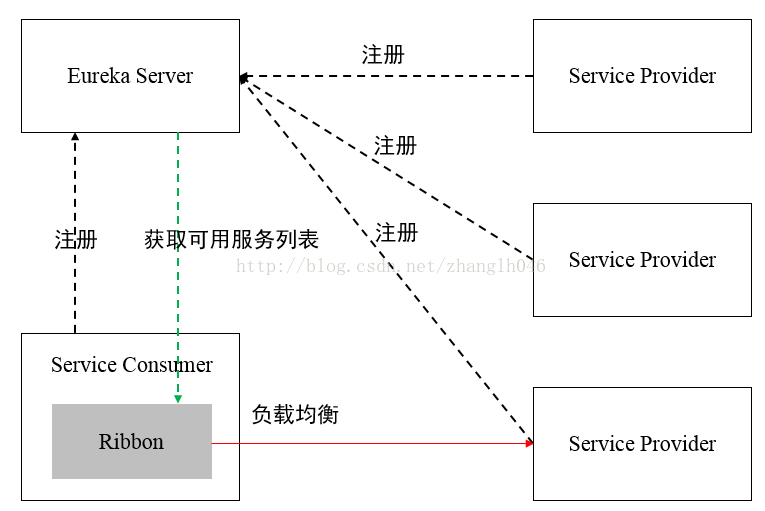 Eureka Server
注册
Service Provider
注册
注册
获取可用服务列表
注册
http://blog.csdn.net/zhanglh046
Service Provider
Service Consumer
Ribbon
负载均衡
Service Provider